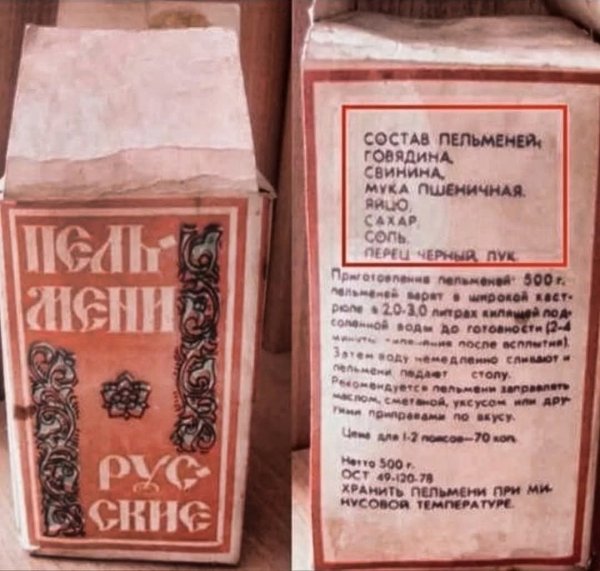 ПЕЛЬ-
МЕНИ
РУС-
СКИЕ
СОСТАВ ПЕЛЬМЕНЕЙ:
ГОВЯДИНА,
СВИНИНА,
МУКА ПШЕНИЧНАЯ.
ЯЙЦО,
САХАР
СОЛЬ,
ПЕРЕЦ ЧЕРНЫЙ, ЛУК
Приготовление пельменей: 500 г.
пельменей варят в широкой каст-
рюле в 2,0-3,0 литрах кипящей под-
соленной воды до готовности (2-4
минуты после всплытия).
Затем воду немедленно сливают и
пельмени подают столу.
Рекомендуется пельмени заправлять
маслом, сметаной, уксусом или дру-
гими приправами по вкусу.
Цена для 1-2 поясов—70 коп.
Нетто 500 г.
ОСТ 49-120-78
ХРАНИТЬ ПЕЛЬМЕНИ ПРИ МИ-
НУСОВОЙ ТЕМПЕРАТУРЕ.